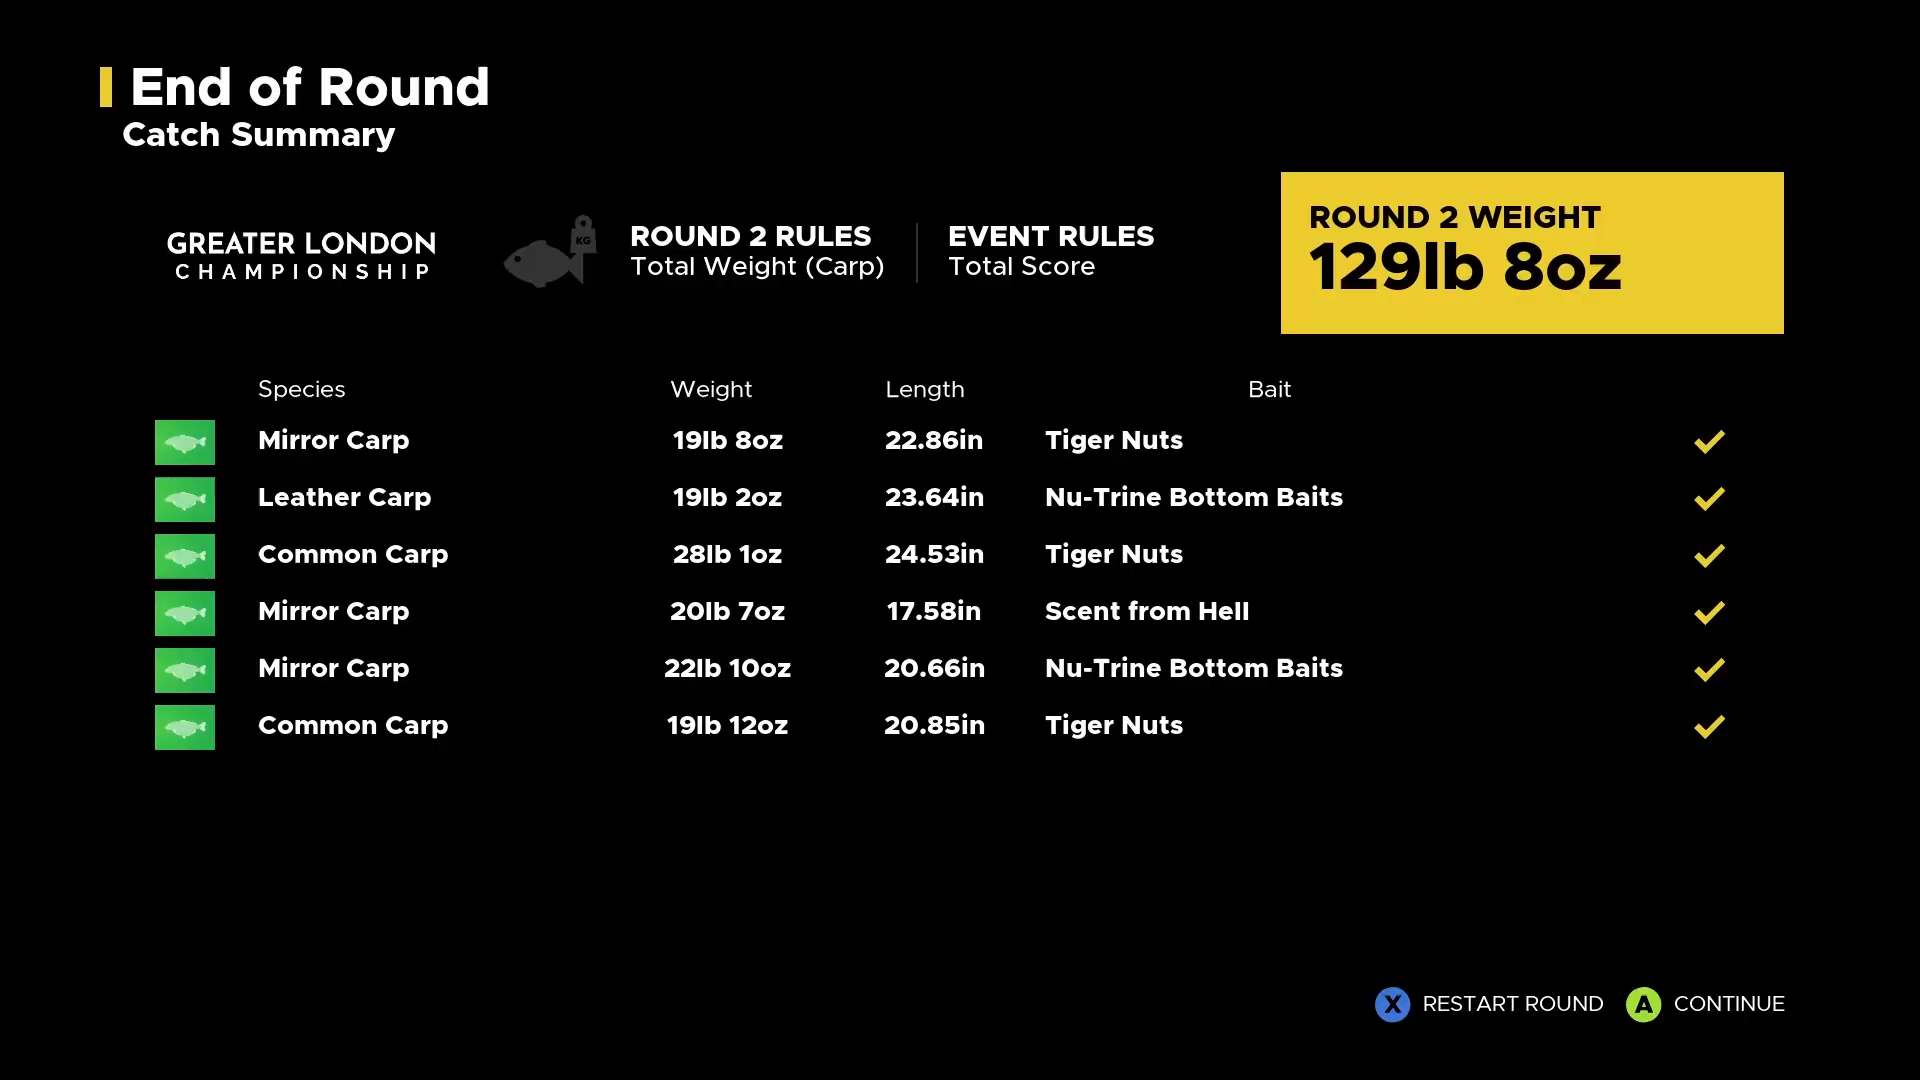 End of Round
Catch Summary
GREATER LONDON
CHAMPIONSHIP
KG
ROUND 2 RULES
Total Weight (Carp)
EVENT RULES
Total Score
ROUND 2 WEIGHT
129lb 8oz
Species Weight Length Bait
Mirror Carp 19lb 8oz 22.86in Tiger Nuts
Leather Carp 19lb 2oz 23.64in Nu-Trine Bottom Baits
Common Carp 28lb 1oz 24.53in Tiger Nuts
Mirror Carp 20lb 7oz 17.58in Scent from Hell
Mirror Carp 22lb 10oz 20.66in Nu-Trine Bottom Baits
Common Carp 19lb 12oz 20.85in Tiger Nuts
X RESTART ROUND A CONTINUE